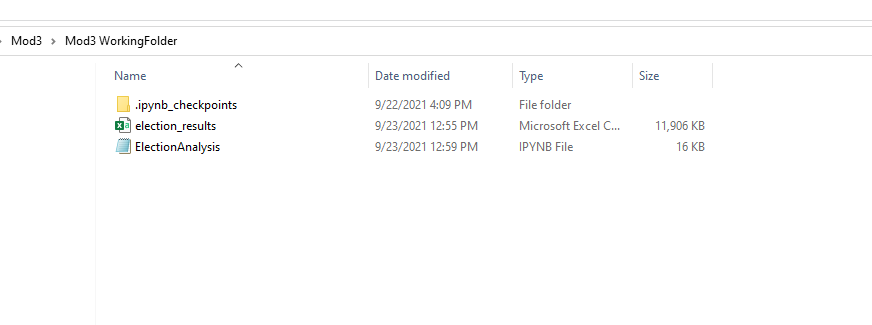 Mod3 > Mod3 WorkingFolder
Name Date modified Type Size
.ipynb_checkpoints 9/22/2021 4:09 PM File folder
election_results 9/23/2021 12:55 PM Microsoft Excel C... 11,906 KB
ElectionAnalysis 9/23/2021 12:59 PM IPYNB File 16 KB